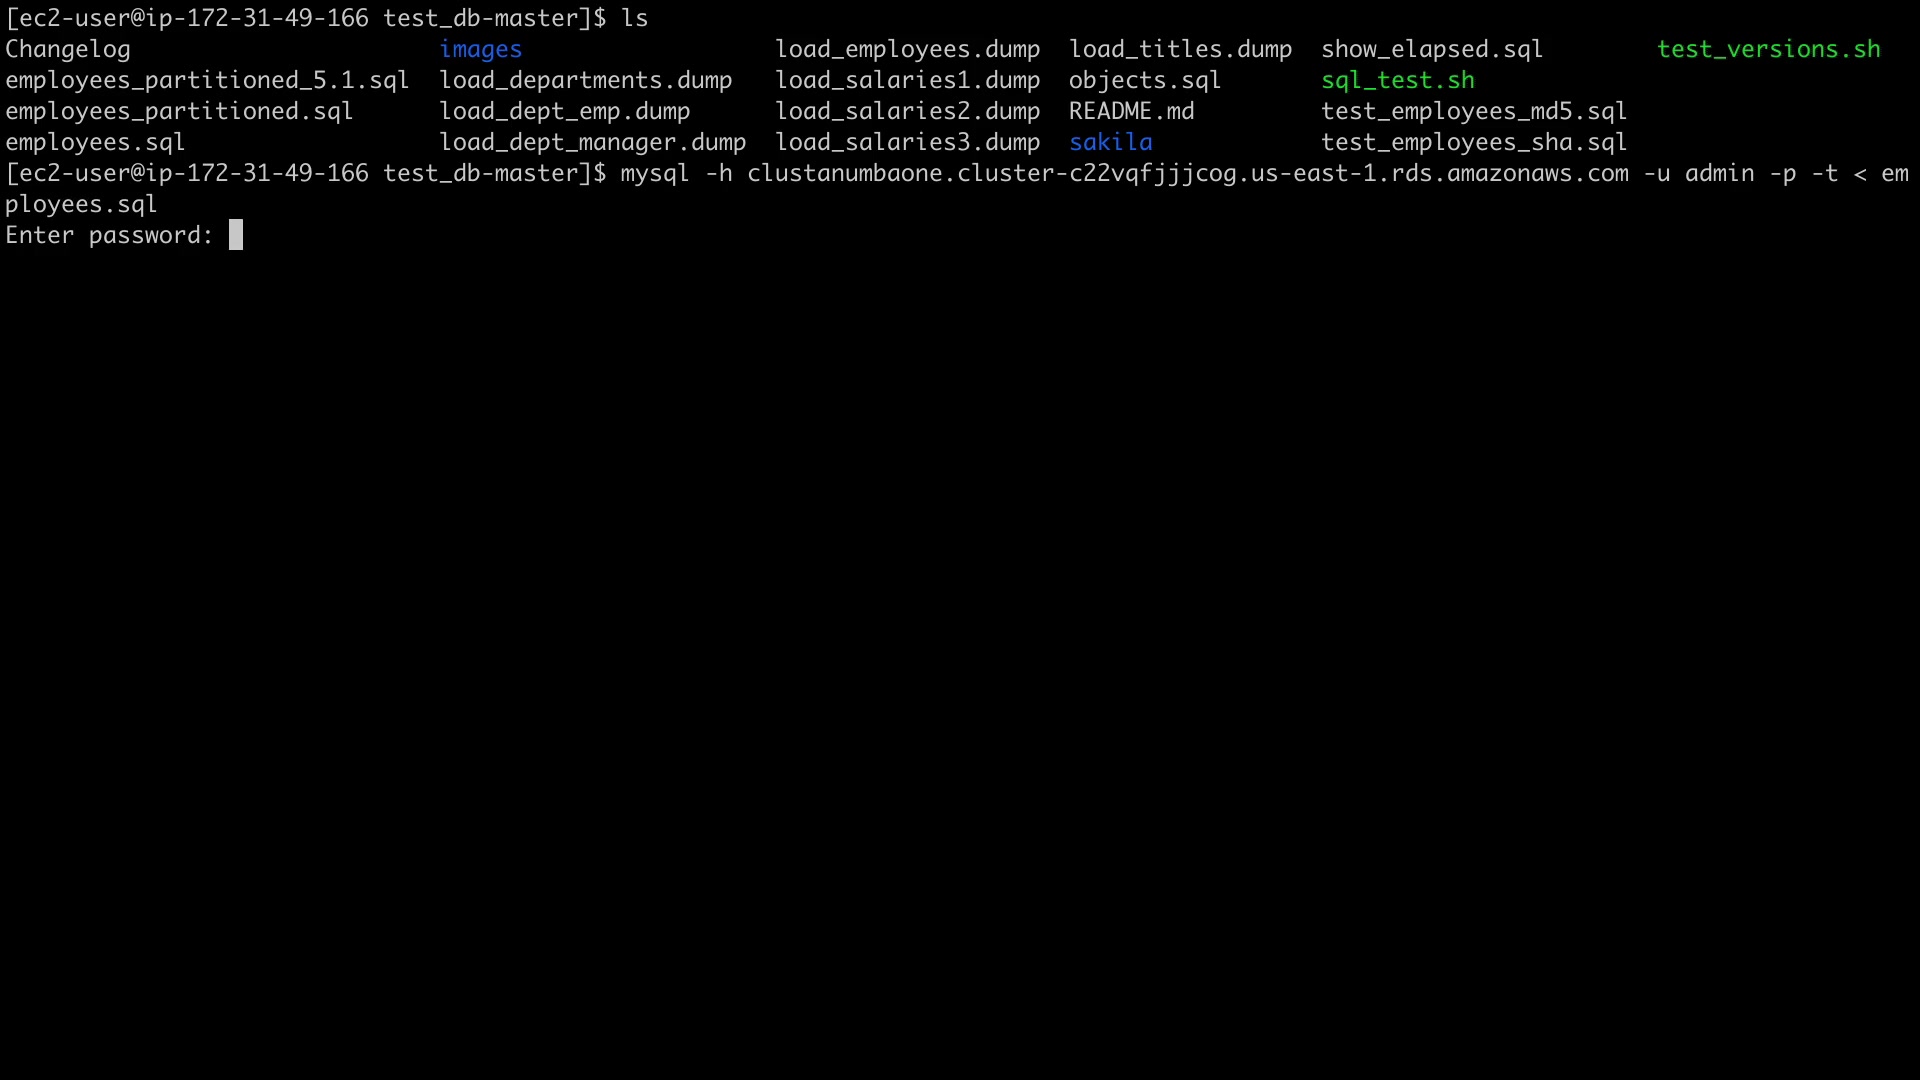 [ec2-user@ip-172-31-49-166 test_db-master]$ ls
Changelog images load_employees.dump load_titles.dump show_elapsed.sql test_versions.sh
employees_partitioned_5.1.sql load_departments.dump load_salaries1.dump objects.sql sql_test.sh
employees_partitioned.sql load_dept_emp.dump load_salaries2.dump README.md test_employees_md5.sql
employees.sql load_dept_manager.dump load_salaries3.dump sakila test_employees_sha.sql
[ec2-user@ip-172-31-49-166 test_db-master]$ mysql -h clustanumbaone.cluster-c22vqfjjjcog.us-east-1.rds.amazonaws.com -u admin -p -t < em
ployees.sql
Enter password: